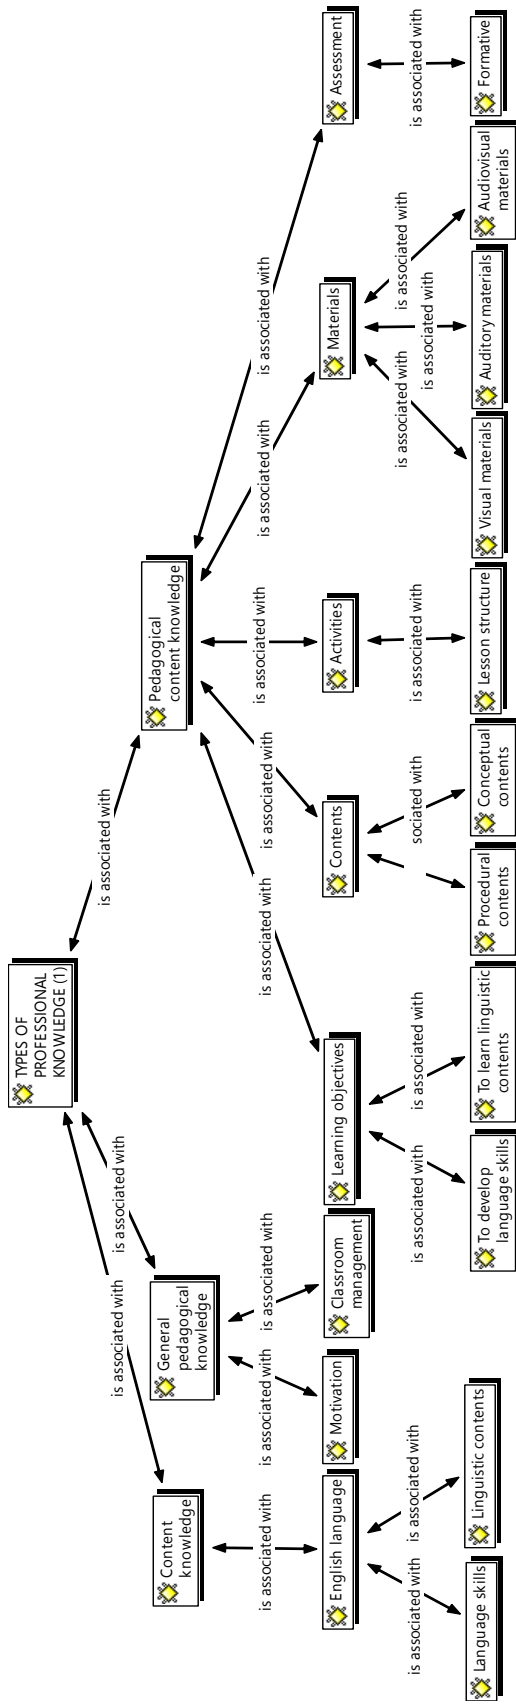 TYPES OF
PROFESSIONAL
KNOWLEDGE (1)
is associated with
is associated with
is associated with
Content
knowledge
General
pedagogical
knowledge
Pedagogical
content knowledge
is associated with
is associated with
is associated with
is associated with
is associated with
is associated with
is associated with
is associated with
English language
Motivation
Classroom
management
Learning objectives
Contents
Activities
Materials
Assessment
is associated with
is associated with
is associated with
is associated with
sociated with
is associated with
is associated with
is associated with
is associated with
is associated with
Language skills
Linguistic contents
To develop
language skills
To learn linguistic
contents
Procedural
contents
Conceptual
contents
Lesson structure
Visual materials
Auditory materials
Audiovisual
materials
Formative